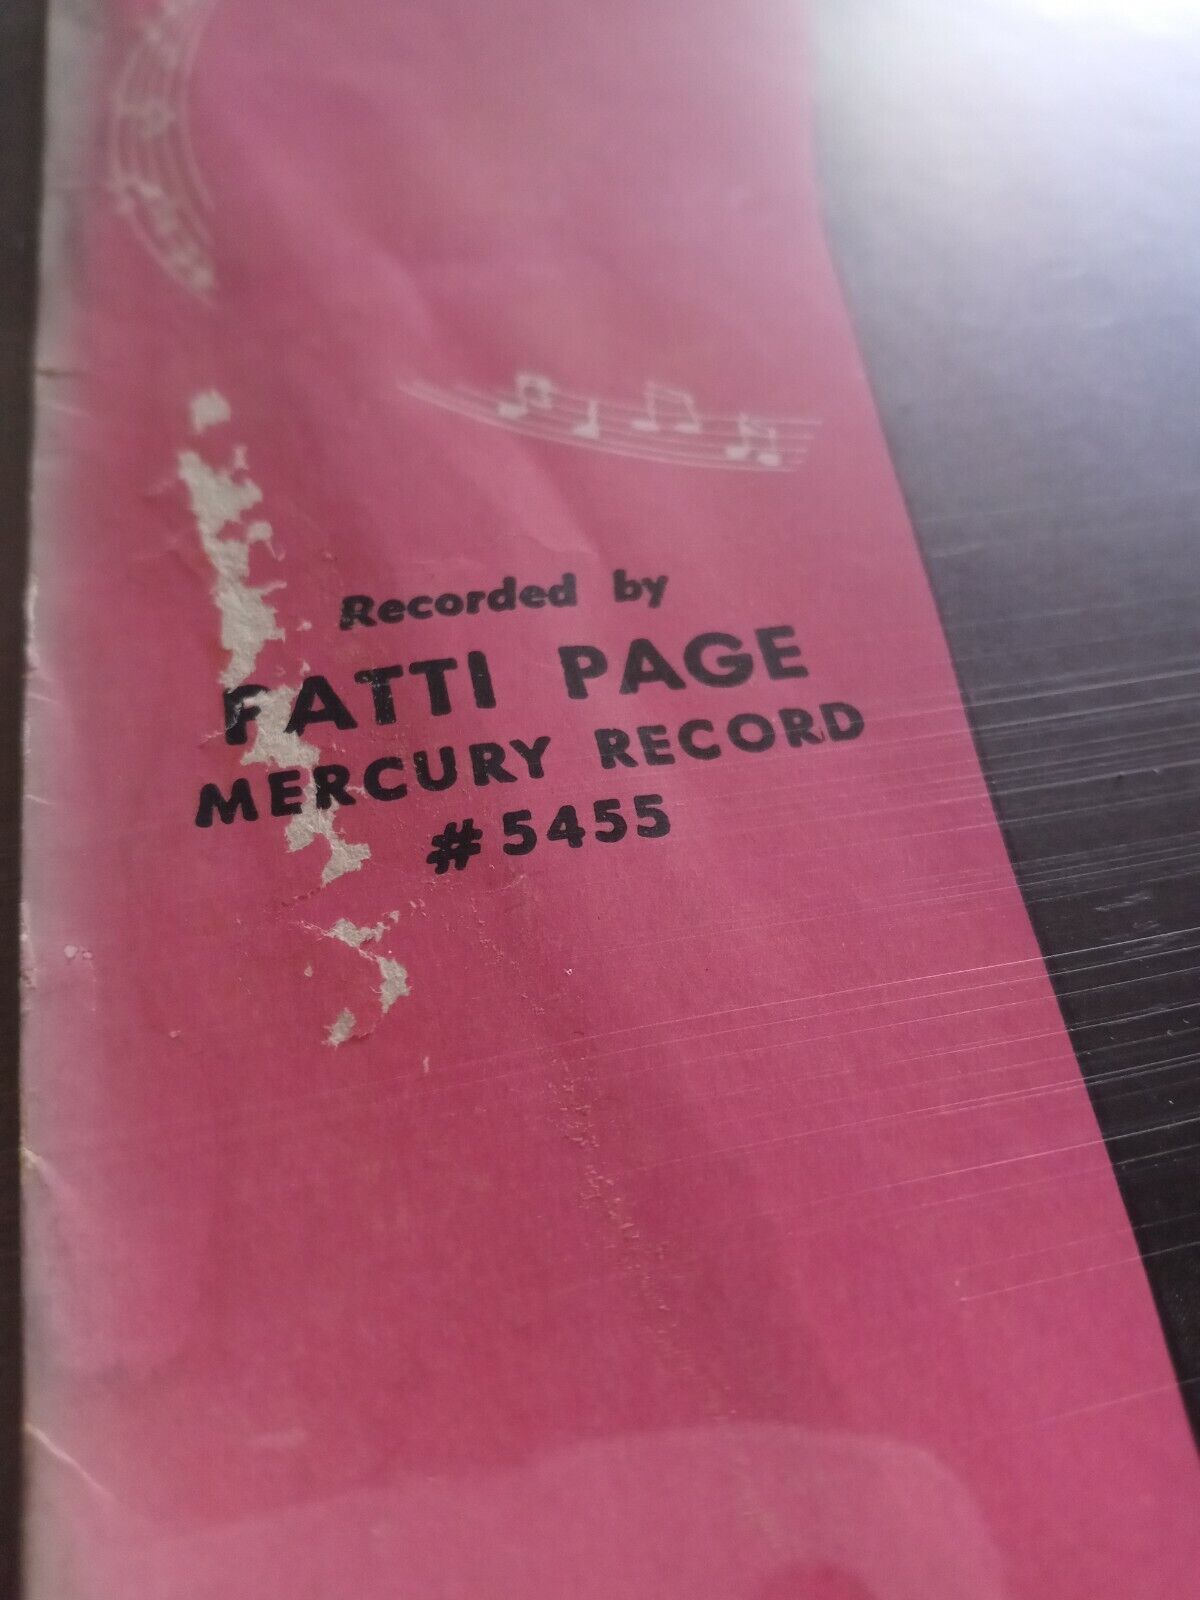 Recorded by
PATTI PAGE
MERCURY RECORD
#5455